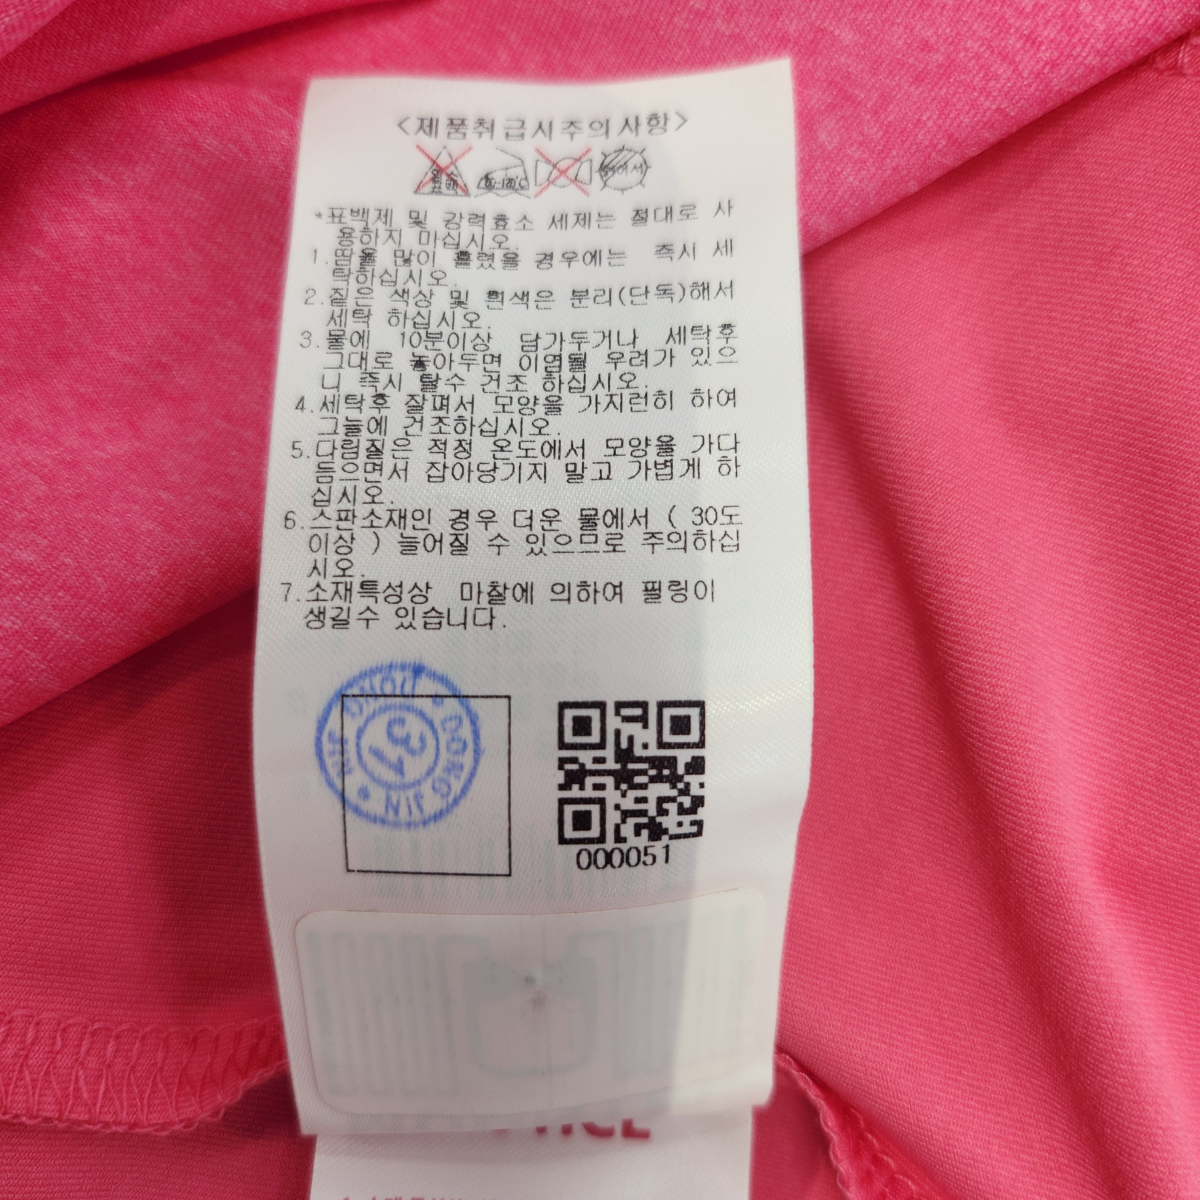 <제품취급시주의사항>
*표백제 및 강력효소 세제는 절대로 사
용하지 마십시오.
1.땀을 많이 흘렸을 경우에는 즉시 세
탁하십시오.
2.짙은 색상 및 흰색은 분리(단독)해서
세탁 하십시오.
3.물에 10분이상 담가두거나 세탁후
그대로 놓아두면 이염될 우려가 있으
니 즉시 탈수 건조 하십시오.
4.세탁후 잘펴서 모양을 가지런히 하여
그늘에 건조하십시오.
5.다림질은 적정 온도에서 모양을 가다
듬으면서 잡아당기지 말고 가볍게 하
십시오.
6.스판소재인 경우 더운 물에서 ( 30도
이상 ) 늘어질 수 있으므로 주의하십
시오.
7.소재특성상 마찰에 의하여 필링이
생길수 있습니다.
DONG JIN
31
000051